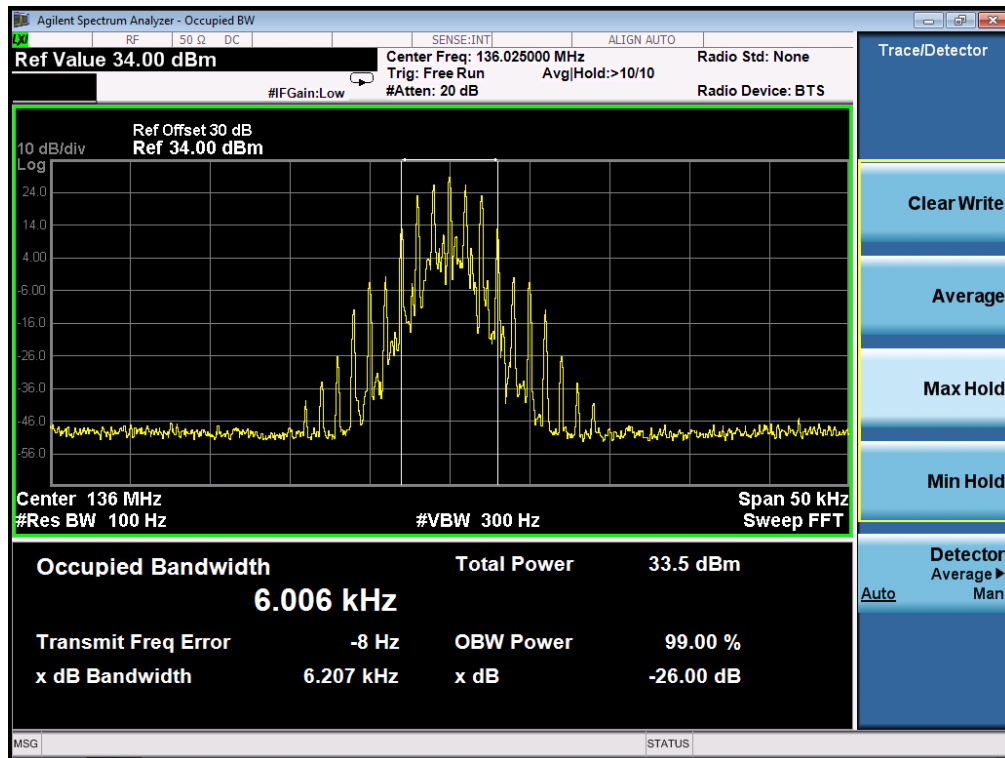 Agilent Spectrum Analyzer - Occupied BW
LXI RF 50 Ω DC SENSE:INT ALIGN AUTO
Ref Value 34.00 dBm
Center Freq: 136.025000 MHz
Radio Std: None
Trig: Free Run Avg|Hold:>10/10
#IFGain:Low
#Atten: 20 dB
Radio Device: BTS
Ref Offset 30 dB
10 dB/div Ref 34.00 dBm
Log
24.0
14.0
4.00
-6.00
-16.0
-26.0
-36.0
-46.0
-56.0
Center 136 MHz
Span 50 kHz
#Res BW 100 Hz
#VBW 300 Hz
Sweep FFT
Occupied Bandwidth
Total Power 33.5 dBm
6.006 kHz
Transmit Freq Error -8 Hz
OBW Power 99.00 %
x dB Bandwidth 6.207 kHz
x dB -26.00 dB
MSG
STATUS
Trace/Detector
Clear Write
Average
Max Hold
Min Hold
Detector
Average
Auto Man